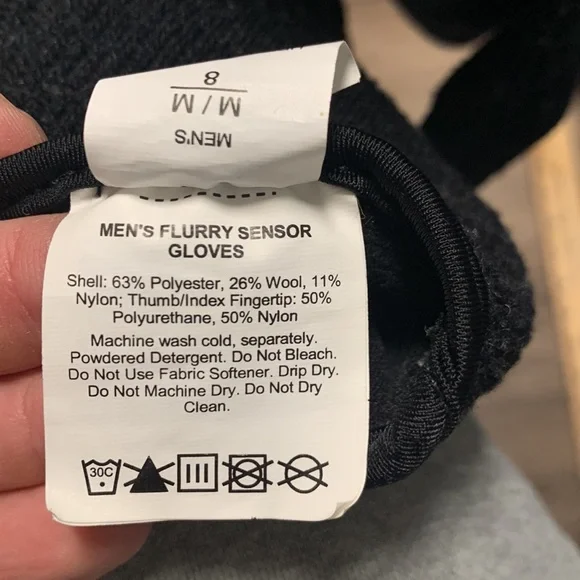 MEN'S
M / M
8
MEN'S FLURRY SENSOR
GLOVES
Shell: 63% Polyester, 26% Wool, 11%
Nylon; Thumb/Index Fingertip: 50%
Polyurethane, 50% Nylon
Machine wash cold, separately.
Powdered Detergent. Do Not Bleach.
Do Not Use Fabric Softener. Drip Dry.
Do Not Machine Dry. Do Not Dry
Clean.
30C